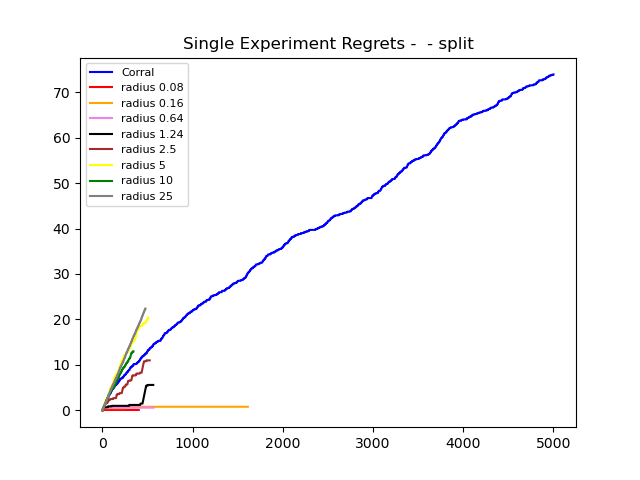 Single Experiment Regrets -  - split
Corral
radius 0.08
radius 0.16
radius 0.64
radius 1.24
radius 2.5
radius 5
radius 10
radius 25
70
60
50
40
30
20
10
0
0 1000 2000 3000 4000 5000